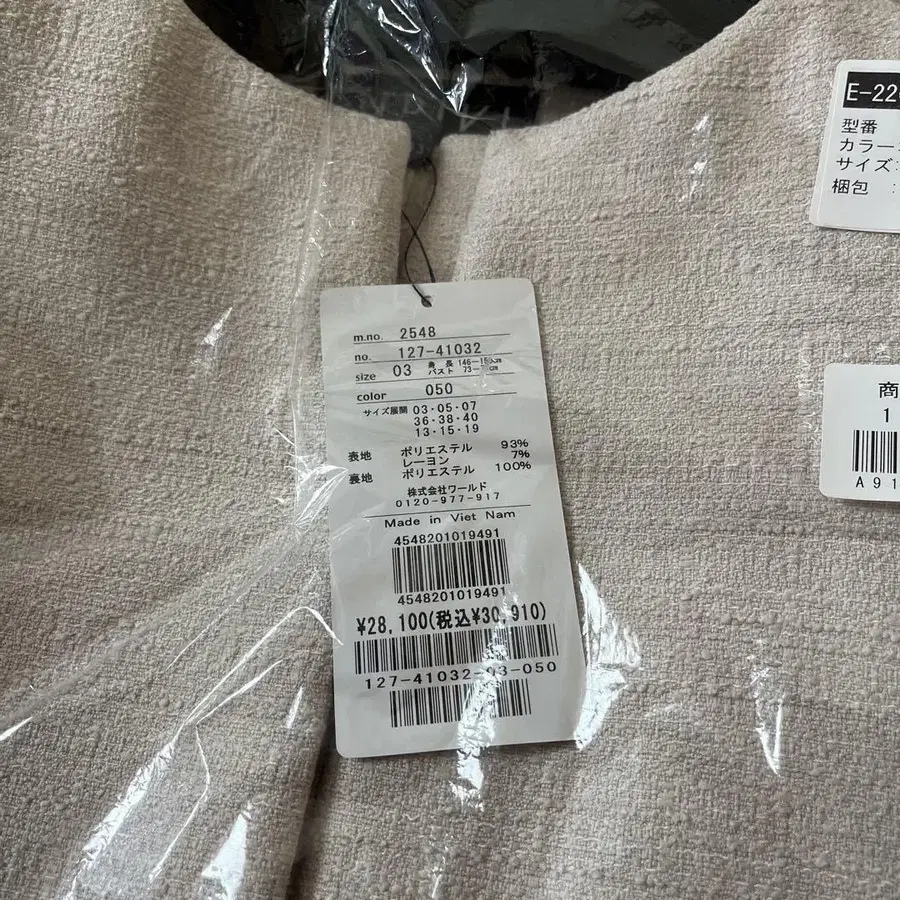 m.no. 2548
no. 127-41032
size 03 身長 146-1
バスト 73-
color 050
サイズ展開 03・05・07
36・38・40
13・15・19
表地 ポリエステル 93%
レーヨン 7%
裏地 ポリエステル 100%
株式会社ワールド
0120-977-917
Made in Viet Nam
4548201019491
4548201019491
¥28,100(税込¥30,910)
127-41032-03-050
E-22
型番
カラー:
サイズ:
梱包 :
商
1
A91